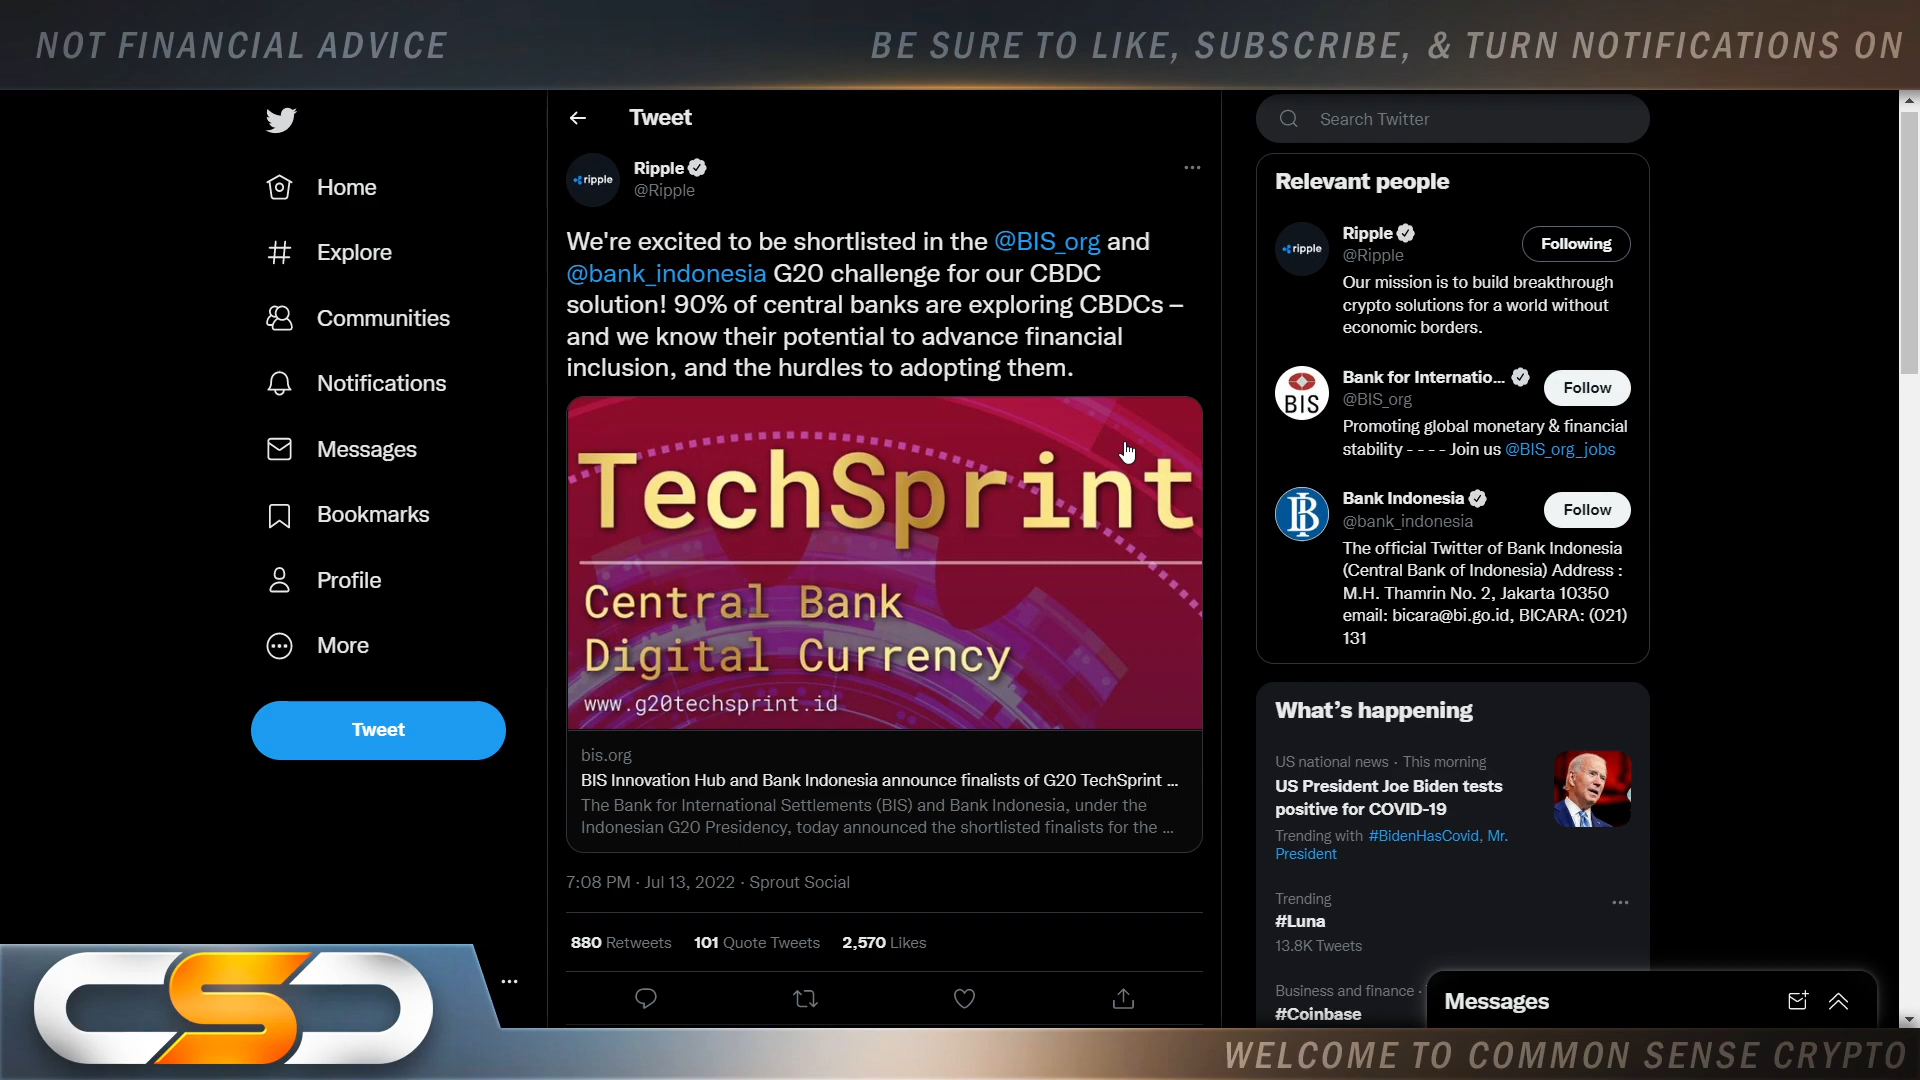 NOT FINANCIAL ADVICE
BE SURE TO LIKE, SUBSCRIBE, & TURN NOTIFICATIONS ON
Home
Explore
Communities
Notifications
Messages
Bookmarks
Profile
More
Tweet
Tweet
ripple
Ripple
@Ripple
We're excited to be shortlisted in the @BIS_org and
@bank_indonesia G20 challenge for our CBDC
solution! 90% of central banks are exploring CBDCs –
and we know their potential to advance financial
inclusion, and the hurdles to adopting them.
TechSprint
Central Bank
Digital Currency
www.g20techsprint.id
bis.org
BIS Innovation Hub and Bank Indonesia announce finalists of G20 TechSprint ...
The Bank for International Settlements (BIS) and Bank Indonesia, under the
Indonesian G20 Presidency, today announced the shortlisted finalists for the ...
7:08 PM · Jul 13, 2022 · Sprout Social
880 Retweets 101 Quote Tweets 2,570 Likes
Search Twitter
Relevant people
ripple
Ripple
@Ripple
Following
Our mission is to build breakthrough
crypto solutions for a world without
economic borders.
BIS
Bank for Internatio...
@BIS_org
Follow
Promoting global monetary & financial
stability - - - - Join us @BIS_org_jobs
Bank Indonesia
@bank_indonesia
Follow
The official Twitter of Bank Indonesia
(Central Bank of Indonesia) Address :
M.H. Thamrin No. 2, Jakarta 10350
email: bicara@bi.go.id, BICARA: (021)
131
What's happening
US national news · This morning
US President Joe Biden tests
positive for COVID-19
Trending with #BidenHasCovid, Mr.
President
Trending
#Luna
13.8K Tweets
Business and finance ·
#Coinbase
Messages
CSC
WELCOME TO COMMON SENSE CRYPTO